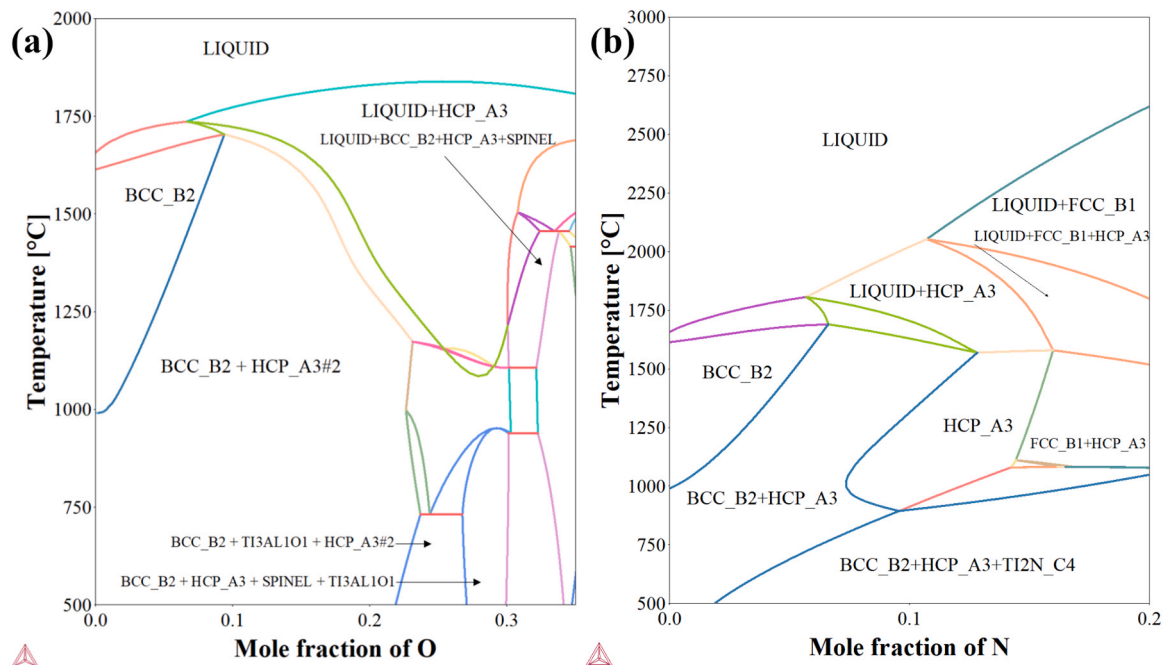 (a)
2000
1750
1500
1250
1000
750
500
Temperature [°C]
0.0
0.1
0.2
0.3
Mole fraction of O
LIQUID
LIQUID+HCP_A3
LIQUID+BCC_B2+HCP_A3+SPINEL
BCC_B2
BCC_B2 + HCP_A3#2
BCC_B2 + TI3AL1O1 + HCP_A3#2
BCC_B2 + HCP_A3 + SPINEL + TI3AL1O1
(b)
3000
2750
2500
2250
2000
1750
1500
1250
1000
750
500
Temperature [°C]
0.0
0.1
0.2
Mole fraction of N
LIQUID
LIQUID+FCC_B1
LIQUID+FCC_B1+HCP_A3
LIQUID+HCP_A3
BCC_B2
HCP_A3
FCC_B1+HCP_A3
BCC_B2+HCP_A3
BCC_B2+HCP_A3+TI2N_C4